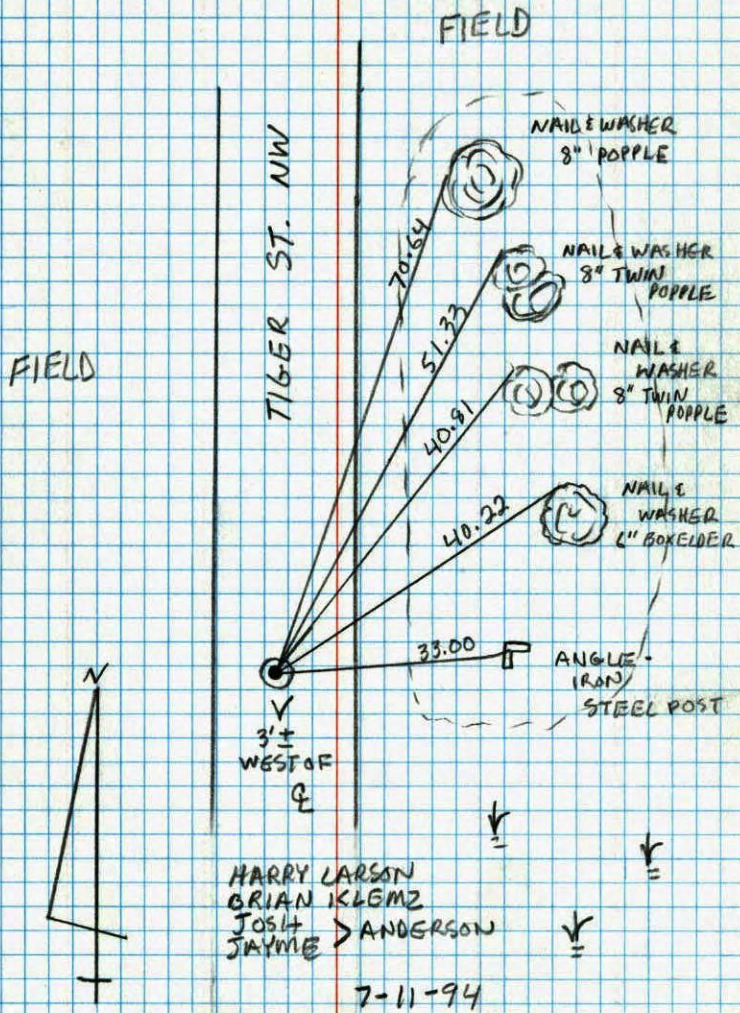 FIELD
NAIL & WASHER
8" POPPLE
TIGER ST. NW
70.64
NAIL & WASHER
8" TWIN
POPPLE
51.33
FIELD
NAIL &
WASHER
8" TWIN
POPPLE
40.81
NAIL &
WASHER
6" BOXELDER
40.22
33.00
ANGLE-
IRON
STEEL POST
N
3'±
WEST OF
℄
HARRY LARSON
BRIAN KLEMZ
JOSH
JAYME > ANDERSON
7-11-94